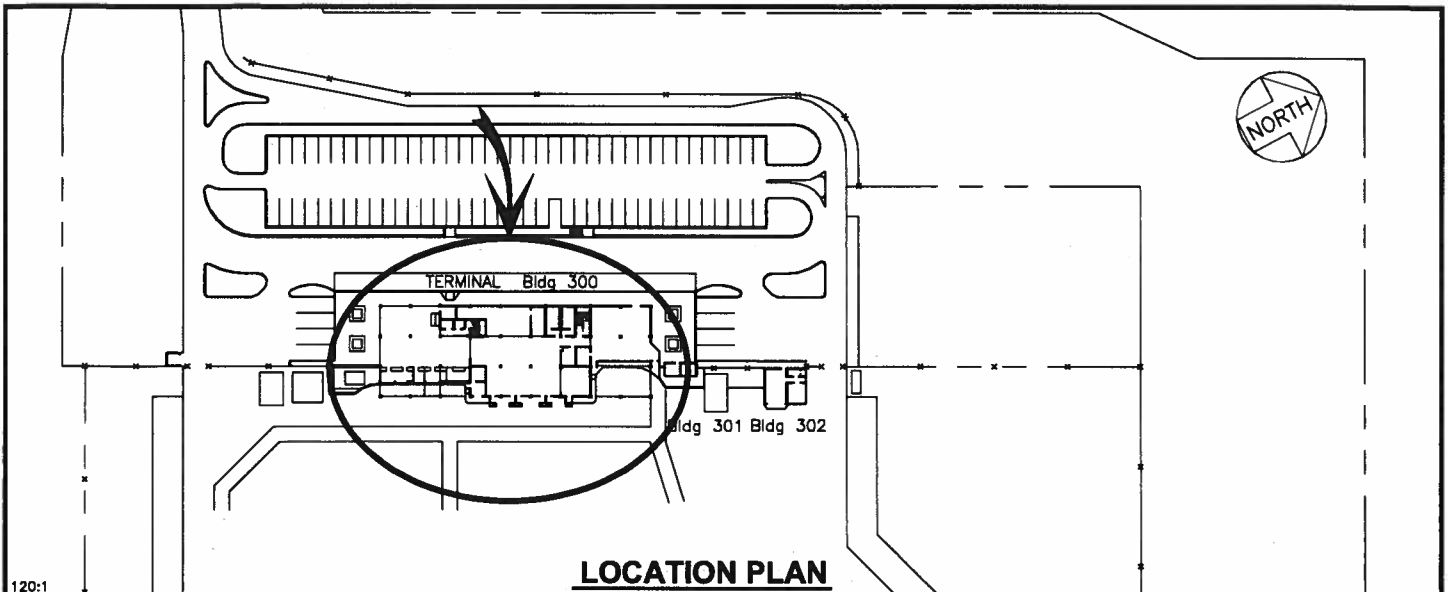 NORTH
TERMINAL Bldg 300
Bldg 301 Bldg 302
LOCATION PLAN
120:1